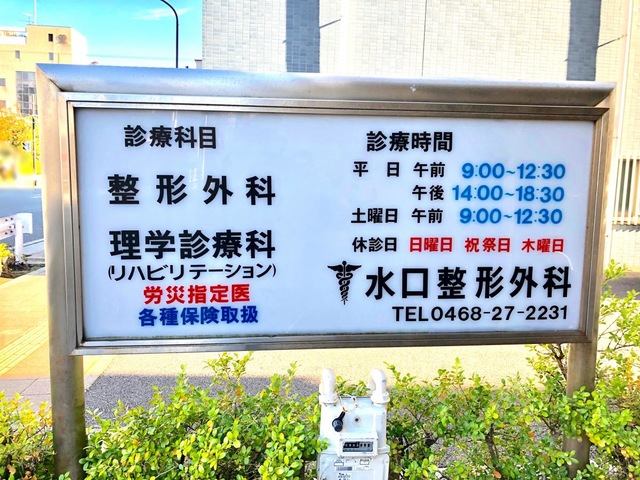 診療科目
整形外科
理学診療科
(リハビリテーション)
労災指定医
各種保険取扱
診療時間
平日 午前 9:00~12:30
午後 14:00~18:30
土曜日 午前 9:00~12:30
休診日 日曜日 祝祭日 木曜日
水口整形外科
TEL0468-27-2231